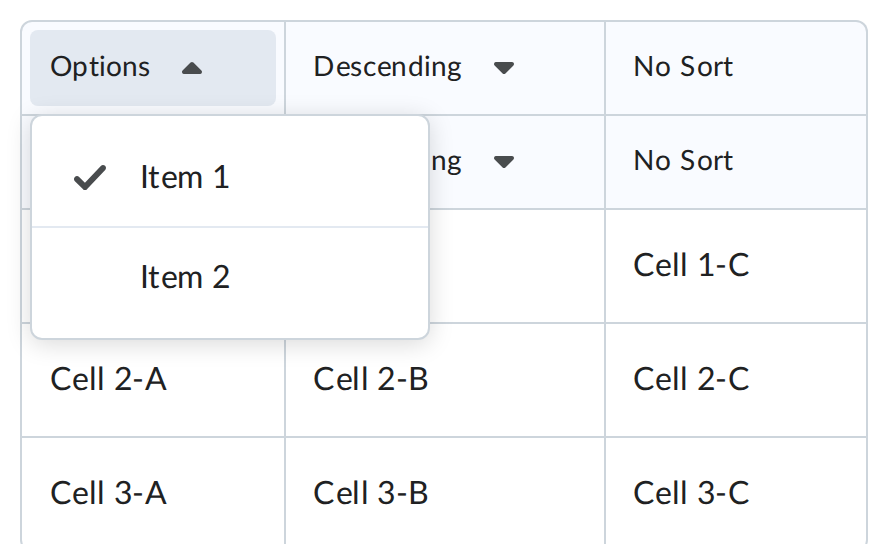 Options Descending No Sort
ng No Sort
Item 1
Item 2
Cell 1-C
Cell 2-A Cell 2-B Cell 2-C
Cell 3-A Cell 3-B Cell 3-C